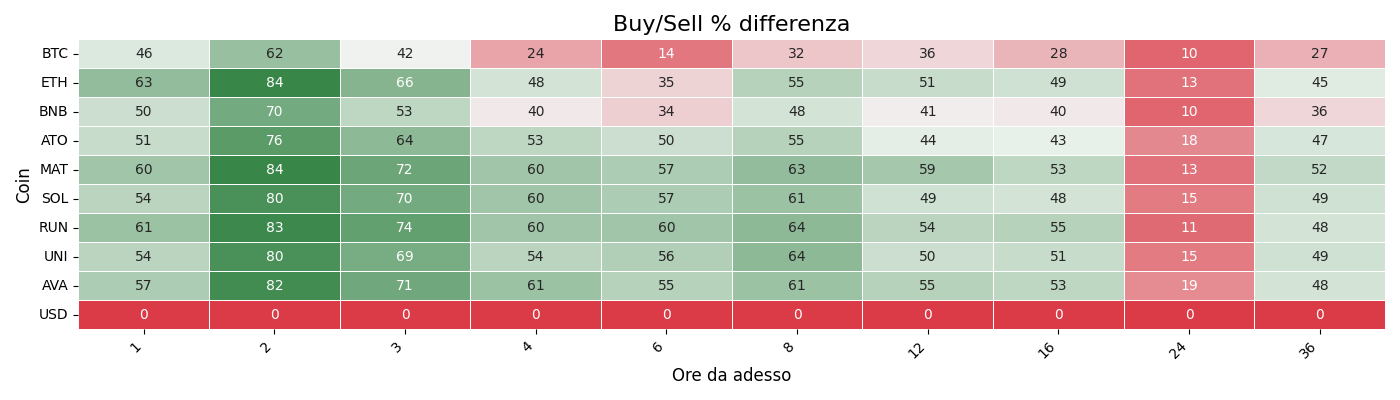 Buy/Sell % differenza
BTC 46 62 42 24 14 32 36 28 10 27
ETH 63 84 66 48 35 55 51 49 13 45
BNB 50 70 53 40 34 48 41 40 10 36
ATO 51 76 64 53 50 55 44 43 18 47
MAT 60 84 72 60 57 63 59 53 13 52
SOL 54 80 70 60 57 61 49 48 15 49
RUN 61 83 74 60 60 64 54 55 11 48
UNI 54 80 69 54 56 64 50 51 15 49
AVA 57 82 71 61 55 61 55 53 19 48
USD 0 0 0 0 0 0 0 0 0 0
Coin
1 2 3 4 6 8 12 16 24 36
Ore da adesso